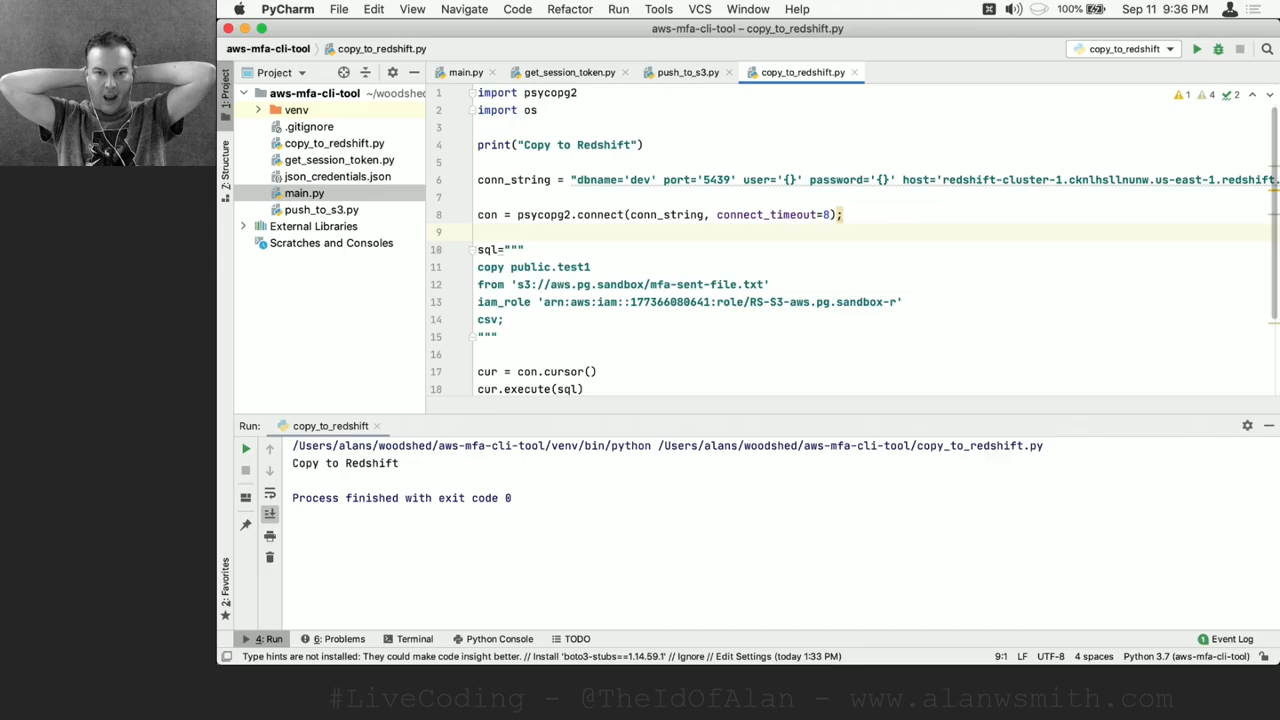 PyCharm File Edit View Navigate Code Refactor Run Tools VCS Window Help 100% Sep 11 9:36 PM
aws-mfa-cli-tool – copy_to_redshift.py
aws-mfa-cli-tool copy_to_redshift.py copy_to_redshift
1: Project
Project
main.py get_session_token.py push_to_s3.py copy_to_redshift.py
aws-mfa-cli-tool ~/woodshed
venv
.gitignore
copy_to_redshift.py
get_session_token.py
json_credentials.json
main.py
push_to_s3.py
External Libraries
Scratches and Consoles
Z: Structure
1 4 2
1 import psycopg2
2 import os
3
4 print("Copy to Redshift")
5
6 conn_string = "dbname='dev' port='5439' user='{}' password='{}' host='redshift-cluster-1.cknlhsllnunw.us-east-1.redshift.
7
8 con = psycopg2.connect(conn_string, connect_timeout=8);
9
10 sql="""
11 copy public.test1
12 from 's3://aws.pg.sandbox/mfa-sent-file.txt'
13 iam_role 'arn:aws:iam::177366080641:role/RS-S3-aws.pg.sandbox-r'
14 csv;
15 """
16
17 cur = con.cursor()
18 cur.execute(sql)
Run: copy_to_redshift
/Users/alans/woodshed/aws-mfa-cli-tool/venv/bin/python /Users/alans/woodshed/aws-mfa-cli-tool/copy_to_redshift.py
Copy to Redshift
Process finished with exit code 0
2: Favorites
4: Run 6: Problems Terminal Python Console TODO 1 Event Log
Type hints are not installed: They could make code insight better. // Install 'boto3-stubs==1.14.59.1' // Ignore // Edit Settings (today 1:33 PM) 9:1 LF UTF-8 4 spaces Python 3.7 (aws-mfa-cli-tool)
#LiveCoding - @TheIdOfAlan - www.alanwsmith.com